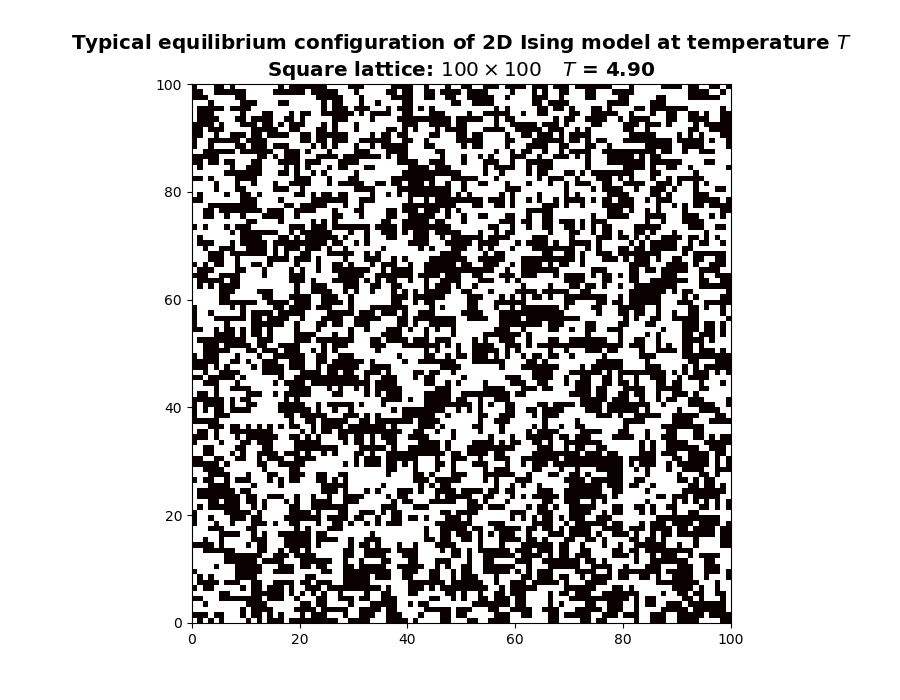 Typical equilibrium configuration of 2D Ising model at temperature T
Square lattice: 100 × 100 T = 4.90
100
80
60
40
20
0
0 20 40 60 80 100